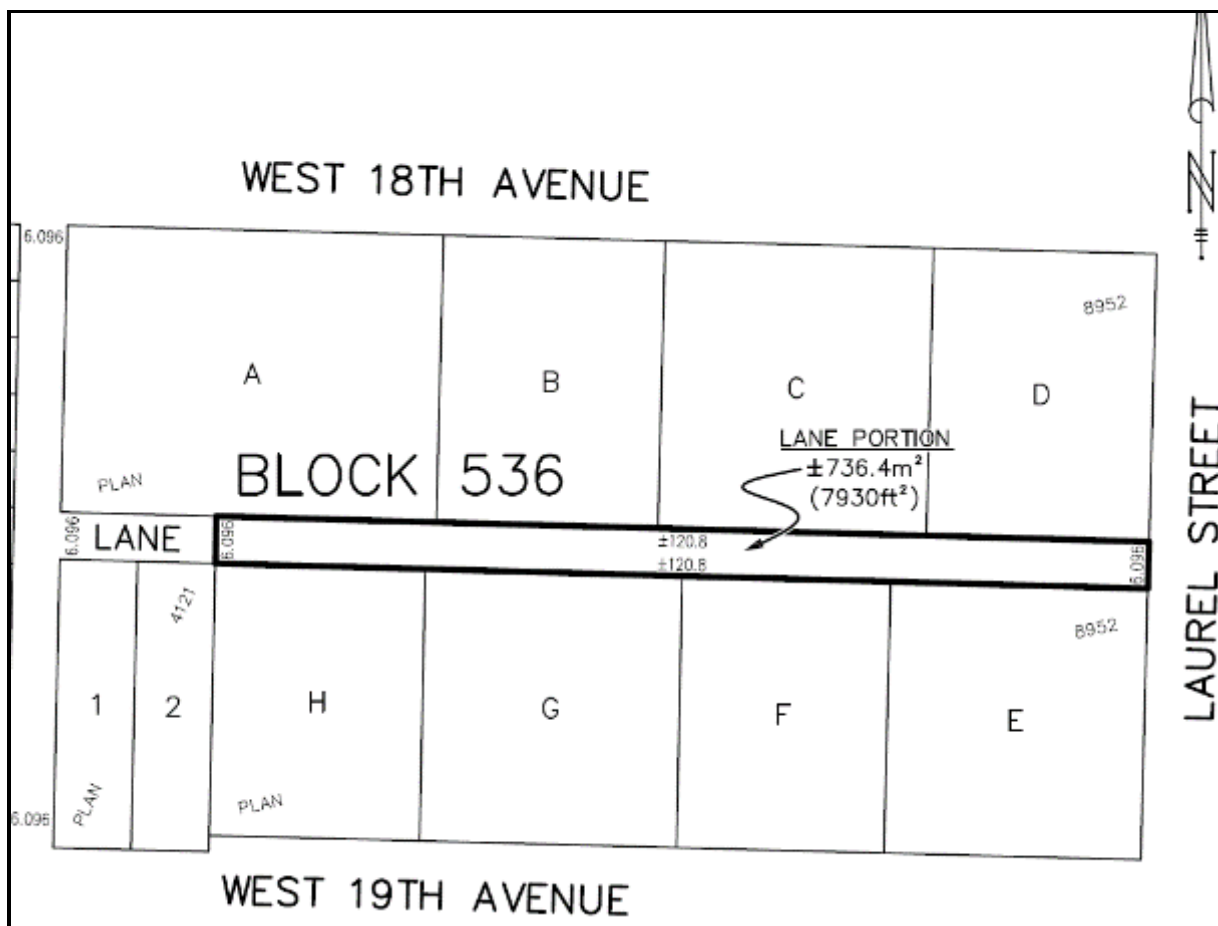 N
WEST 18TH AVENUE
6.096
8952
A
B
C
D
LANE PORTION
±736.4m²
(7930ft²)
PLAN
BLOCK 536
6.096
LANE
6.096
±120.8
±120.8
6.096
LAUREL STREET
4121
8952
1
2
H
G
F
E
PLAN
PLAN
6.096
WEST 19TH AVENUE